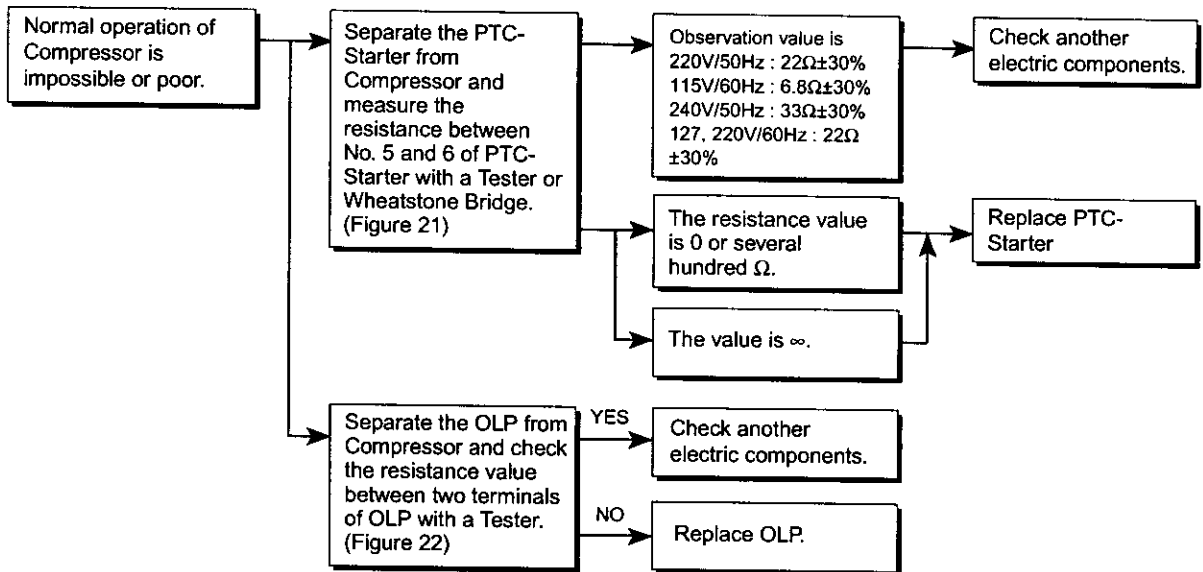 Normal operation of
Compressor is
impossible or poor.
Separate the PTC-
Starter from
Compressor and
measure the
resistance between
No. 5 and 6 of PTC-
Starter with a Tester or
Wheatstone Bridge.
(Figure 21)
Observation value is
220V/50Hz : 22Ω±30%
115V/60Hz : 6.8Ω±30%
240V/50Hz : 33Ω±30%
127, 220V/60Hz : 22Ω
±30%
Check another
electric components.
The resistance value
is 0 or several
hundred Ω.
The value is ∞.
Replace PTC-
Starter
Separate the OLP from
Compressor and check
the resistance value
between two terminals
of OLP with a Tester.
(Figure 22)
YES
Check another
electric components.
NO
Replace OLP.